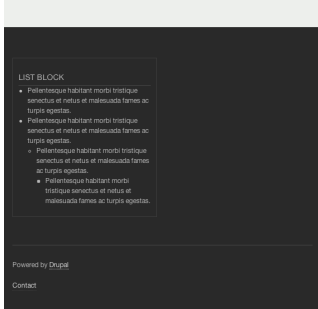 LIST BLOCK
Pellentesque habitant morbi tristique
senectus et netus et malesuada fames ac
turpis egestas.
Pellentesque habitant morbi tristique
senectus et netus et malesuada fames ac
turpis egestas.
Pellentesque habitant morbi tristique
senectus et netus et malesuada fames
ac turpis egestas.
Pellentesque habitant morbi
tristique senectus et netus et
malesuada fames ac turpis egestas.
Powered by Drupal
Contact